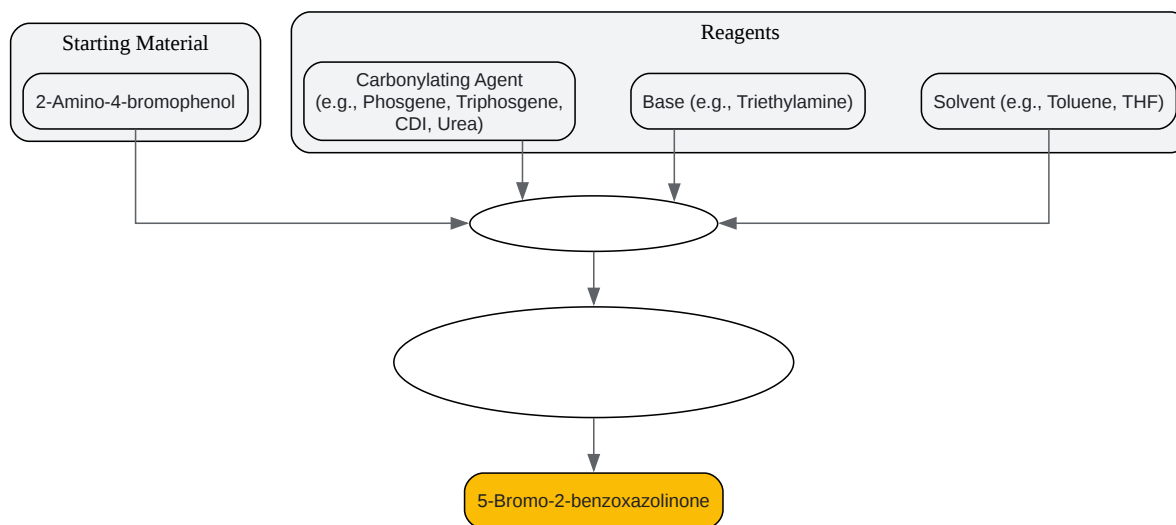 Starting Material
Reagents
2-Amino-4-bromophenol
Carbonylating Agent
(e.g., Phosgene, Triphosgene,
CDI, Urea)
Base (e.g., Triethylamine)
Solvent (e.g., Toluene, THF)
5-Bromo-2-benzoxazolinone